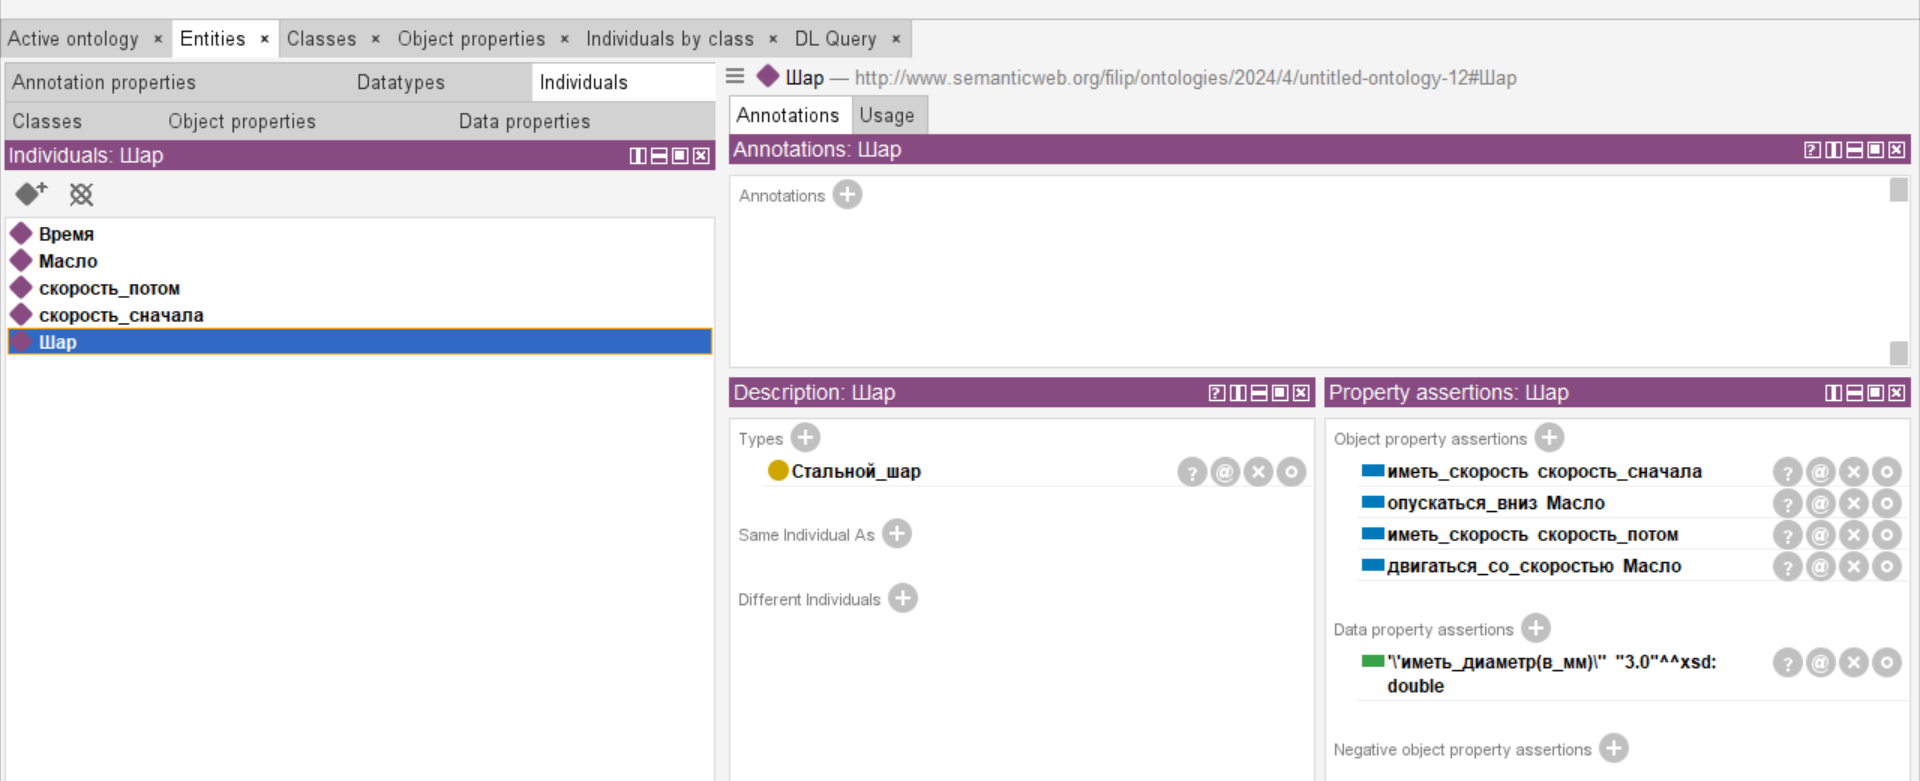 Active ontology × Entities × Classes × Object properties × Individuals by class × DL Query ×
Annotation properties Datatypes Individuals
Classes Object properties Data properties
Individuals: Шар
Время
Масло
скорость_потом
скорость_сначала
Шар
Шар — http://www.semanticweb.org/filip/ontologies/2024/4/untitled-ontology-12#Шар
Annotations Usage
Annotations: Шар
Annotations
Description: Шар
Types
Стальной_шар
Same Individual As
Different Individuals
Property assertions: Шар
Object property assertions
иметь_скорость скорость_сначала
опускаться_вниз Масло
иметь_скорость скорость_потом
двигаться_со_скоростью Масло
Data property assertions
'\'иметь_диаметр(в_мм)\'' "3.0"^^xsd:
double
Negative object property assertions